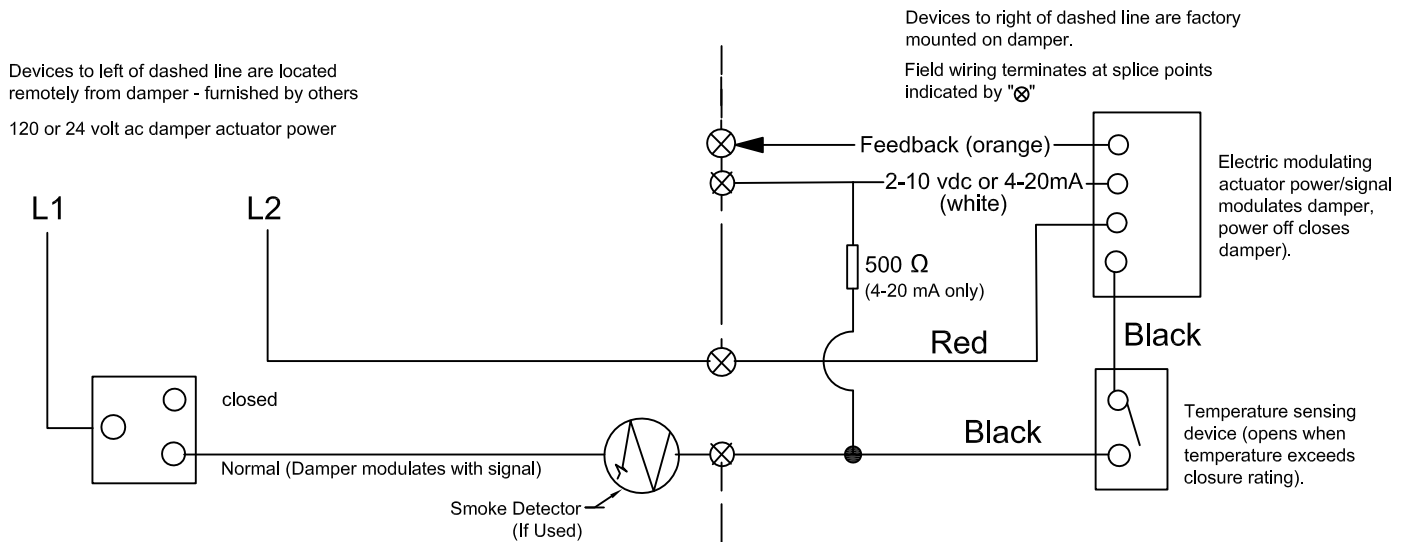 Devices to left of dashed line are located
remotely from damper - furnished by others
120 or 24 volt ac damper actuator power
Devices to right of dashed line are factory
mounted on damper.
Field wiring terminates at splice points
indicated by "⊗"
Feedback (orange)
2-10 vdc or 4-20mA
(white)
Electric modulating
actuator power/signal
modulates damper,
power off closes
damper).
L1
L2
500 Ω
(4-20 mA only)
Red
Black
closed
Normal (Damper modulates with signal)
Black
Temperature sensing
device (opens when
temperature exceeds
closure rating).
Smoke Detector
(If Used)